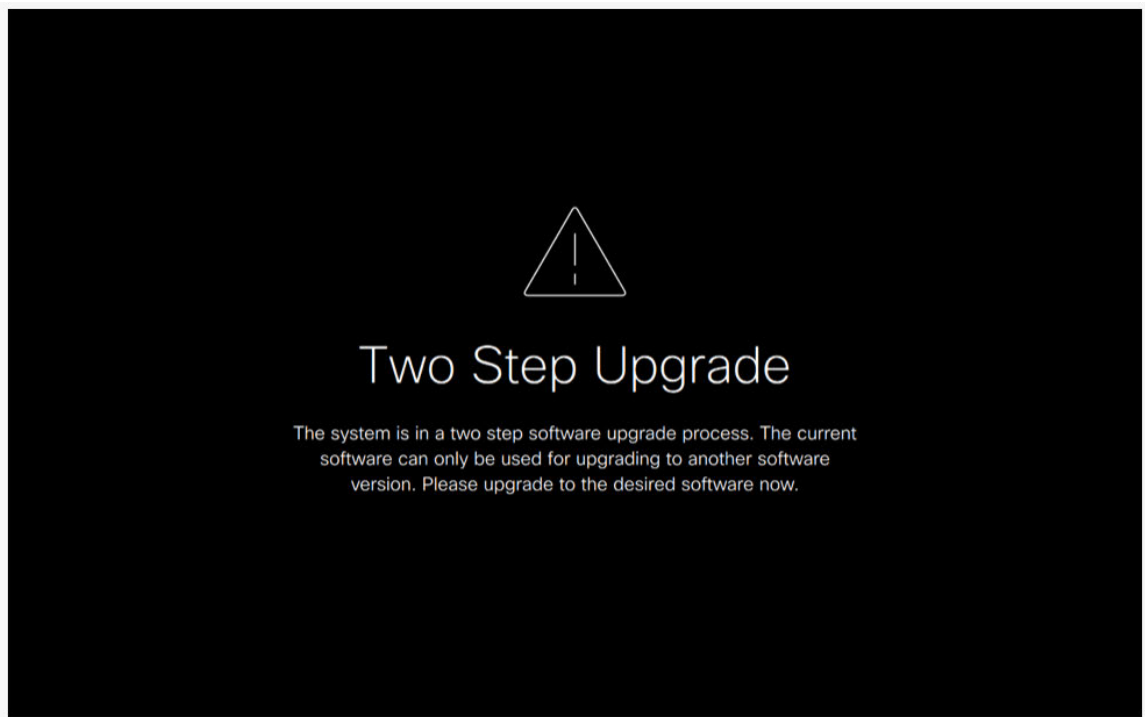 Two Step Upgrade
The system is in a two step software upgrade process. The current
software can only be used for upgrading to another software
version. Please upgrade to the desired software now.